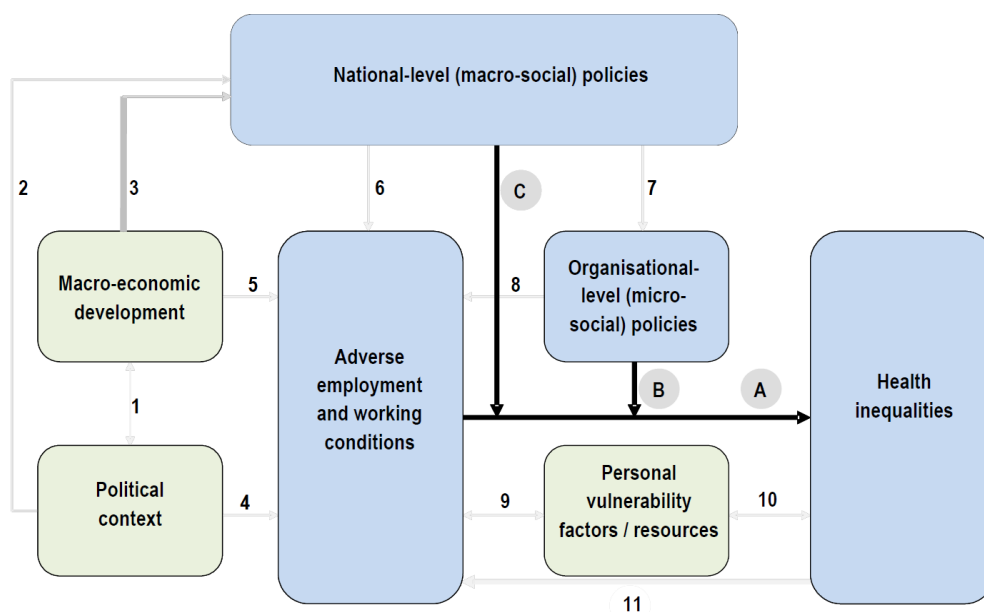 National-level (macro-social) policies
2
3
6
C
7
Macro-economic
development
5
Organisational-
level (micro-
social) policies
8
Adverse
employment
and working
conditions
B
A
Health
inequalities
1
Political
context
4
9
Personal
vulnerability
factors / resources
10
11